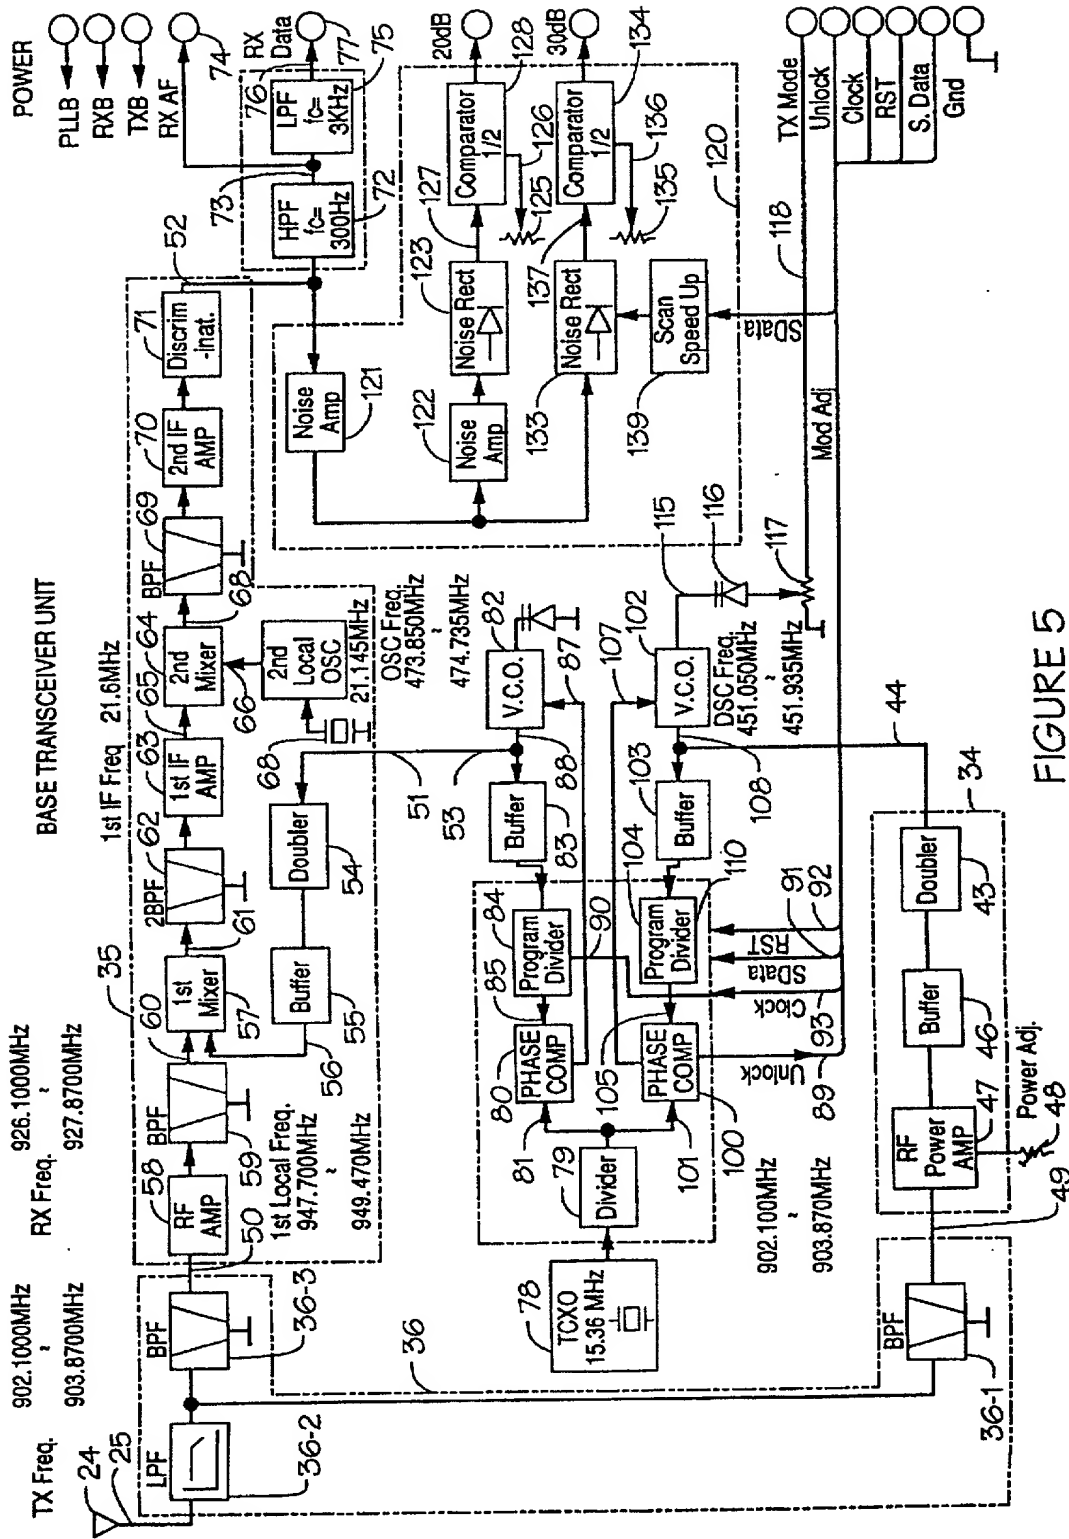 BASE TRANSCEIVER UNIT
TX Freq. 902.1000MHz
~
903.8700MHz
RX Freq. 926.1000MHz
~
927.8700MHz
1st IF Freq 21.6MHz
POWER
PLLB
RXB
TXB
RX AF
74
24
25
LPF
36-2
BPF
36-3
50
58
RF
AMP
BPF
59
60
35
1st
Mixer
57
61
2BPF
62
1st IF
AMP
63
65
2nd
Mixer
64
66
68
BPF
69
2nd IF
AMP
70
Discrim
-inat.
71
52
HPF
fc=
300Hz
72
73
LPF
fc=
3KHz
75
76
RX
Data
77
1st Local Freq.
947.700MHz
~
949.470MHz
56
Buffer
55
Doubler
54
68
2nd
Local
OSC
21.145MHz
51
53
OSC Freq.
473.850MHz
~
474.735MHz
Noise
Amp
121
122
Noise
Amp
123
Noise Rect
127
Comparator
1/2
128
20dB
126
125
133
Noise Rect
137
Comparator
1/2
134
30dB
136
135
139
Scan
Speed Up
120
SData
118
TX Mode
Unlock
Clock
RST
S. Data
Gnd
78
TCXO
15.36 MHz
79
Divider
81
80
PHASE
COMP
85
84
Program
Divider
83
Buffer
88
V.C.O.
82
87
90
101
100
PHASE
COMP
105
104
Program
Divider
110
103
Buffer
108
V.C.O.
102
107
115
116
117
DSC Freq.
451.050MHz
~
451.935MHz
Mod Adj
Unlock
89
Clock
93
SData
91
RST
92
902.100MHz
~
903.870MHz
36
BPF
36-1
49
RF
Power
AMP
47
Power Adj.
48
Buffer
46
Doubler
43
34
44
FIGURE 5